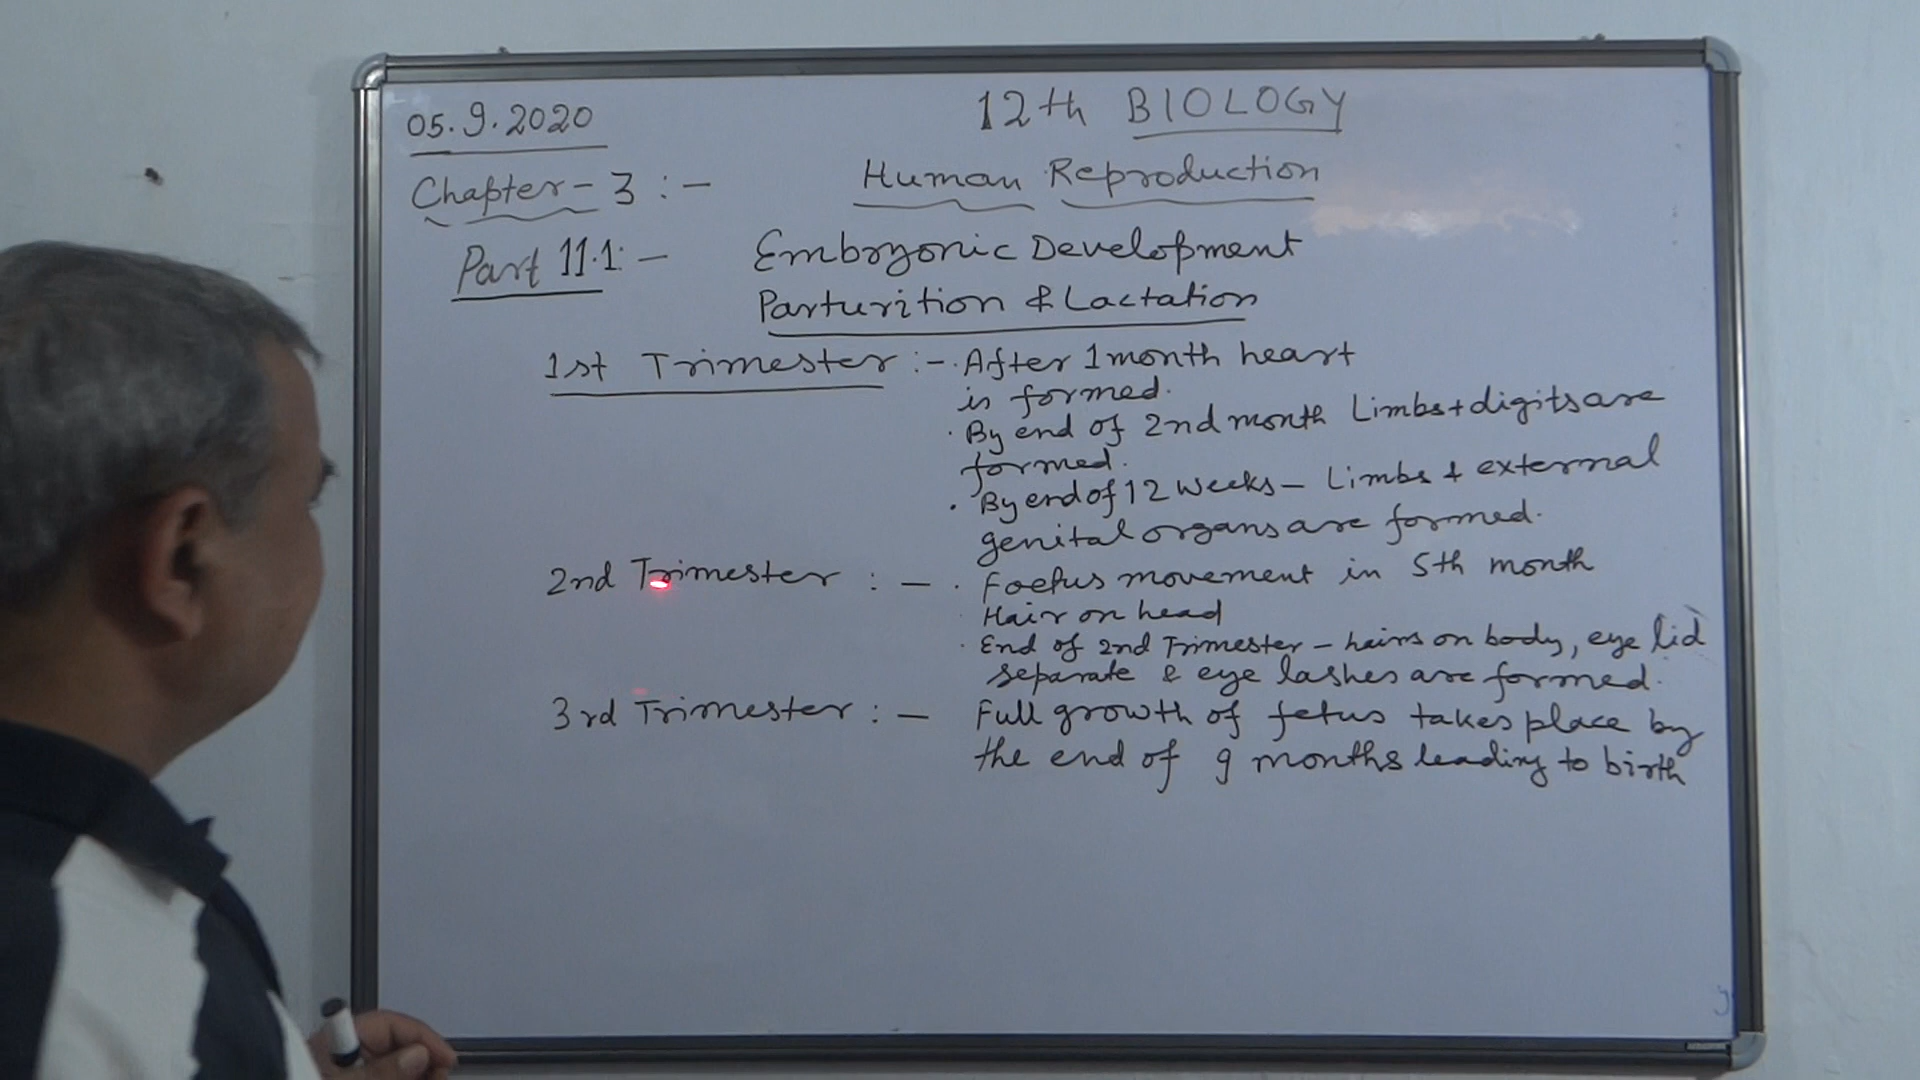 05.9.2020
12th BIOLOGY
Chapter-3 :-
Human Reproduction
Part 11.1:-
Embryonic Development
Parturition & Lactation
1st Trimester :- · After 1 month heart
is formed.
· By end of 2nd month Limbs + digits are
formed.
· By end of 12 weeks - Limbs & external
genital organs are formed.
2nd Trimester : - · Foetus movement in 5th month
· Hair on head
· End of 2nd Trimester - hairs on body, eye lid
separate & eye lashes are formed.
3rd Trimester : - Full growth of fetus takes place by
the end of 9 months leading to birth